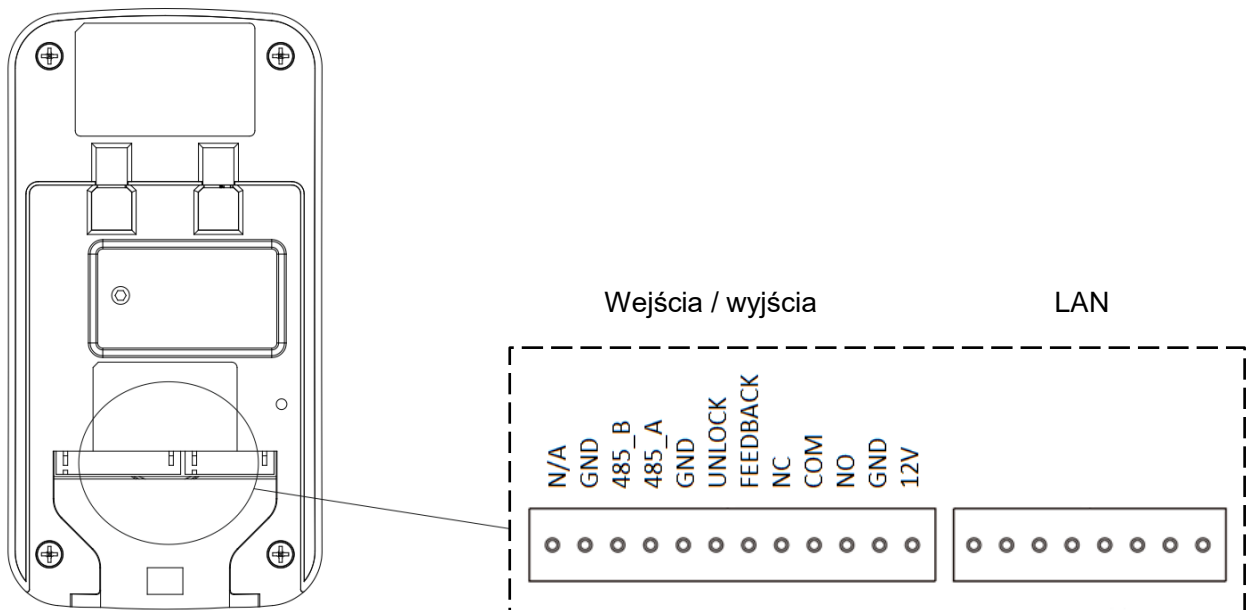 Wejścia / wyjścia
LAN
N/A
GND
485_B
485_A
GND
UNLOCK
FEEDBACK
NC
COM
NO
GND
12V